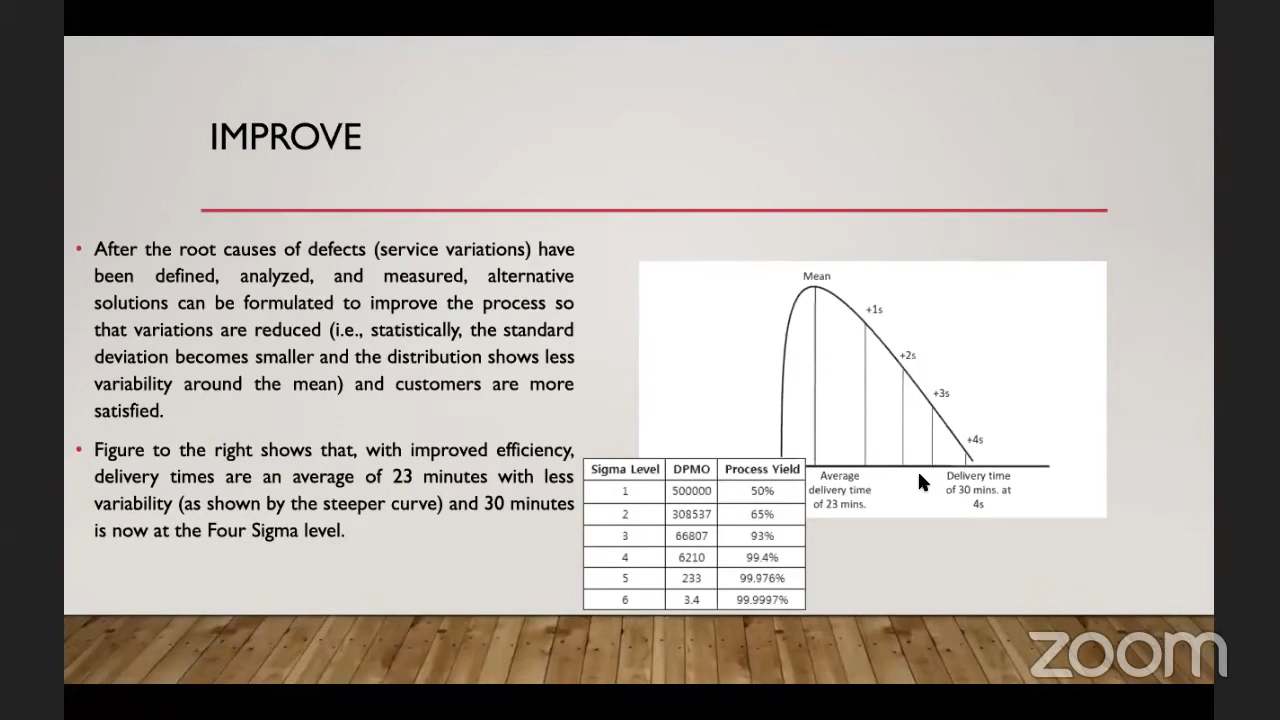 IMPROVE
• After the root causes of defects (service variations) have
been defined, analyzed, and measured, alternative
solutions can be formulated to improve the process so
that variations are reduced (i.e., statistically, the standard
deviation becomes smaller and the distribution shows less
variability around the mean) and customers are more
satisfied.
• Figure to the right shows that, with improved efficiency,
delivery times are an average of 23 minutes with less
variability (as shown by the steeper curve) and 30 minutes
is now at the Four Sigma level.
Mean
+1s
+2s
+3s
+4s
Average
delivery time
of 23 mins.
Delivery time
of 30 mins. at
4s
Sigma Level DPMO Process Yield
1 500000 50%
2 308537 65%
3 66807 93%
4 6210 99.4%
5 233 99.976%
6 3.4 99.9997%
zoom